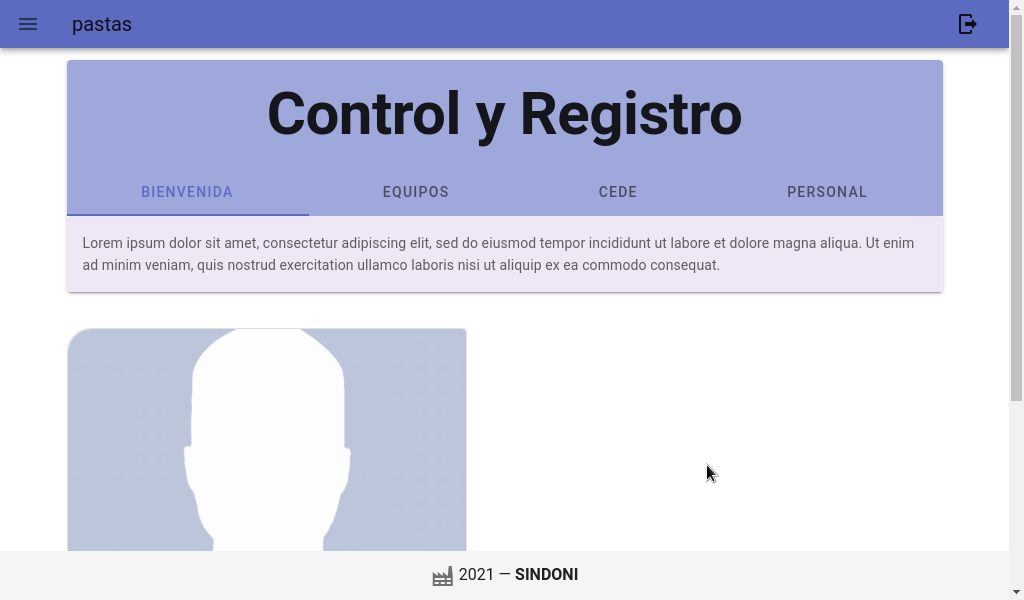 pastas
Control y Registro
BIENVENIDA EQUIPOS CEDE PERSONAL
Lorem ipsum dolor sit amet, consectetur adipiscing elit, sed do eiusmod tempor incididunt ut labore et dolore magna aliqua. Ut enim
ad minim veniam, quis nostrud exercitation ullamco laboris nisi ut aliquip ex ea commodo consequat.
2021 — SINDONI